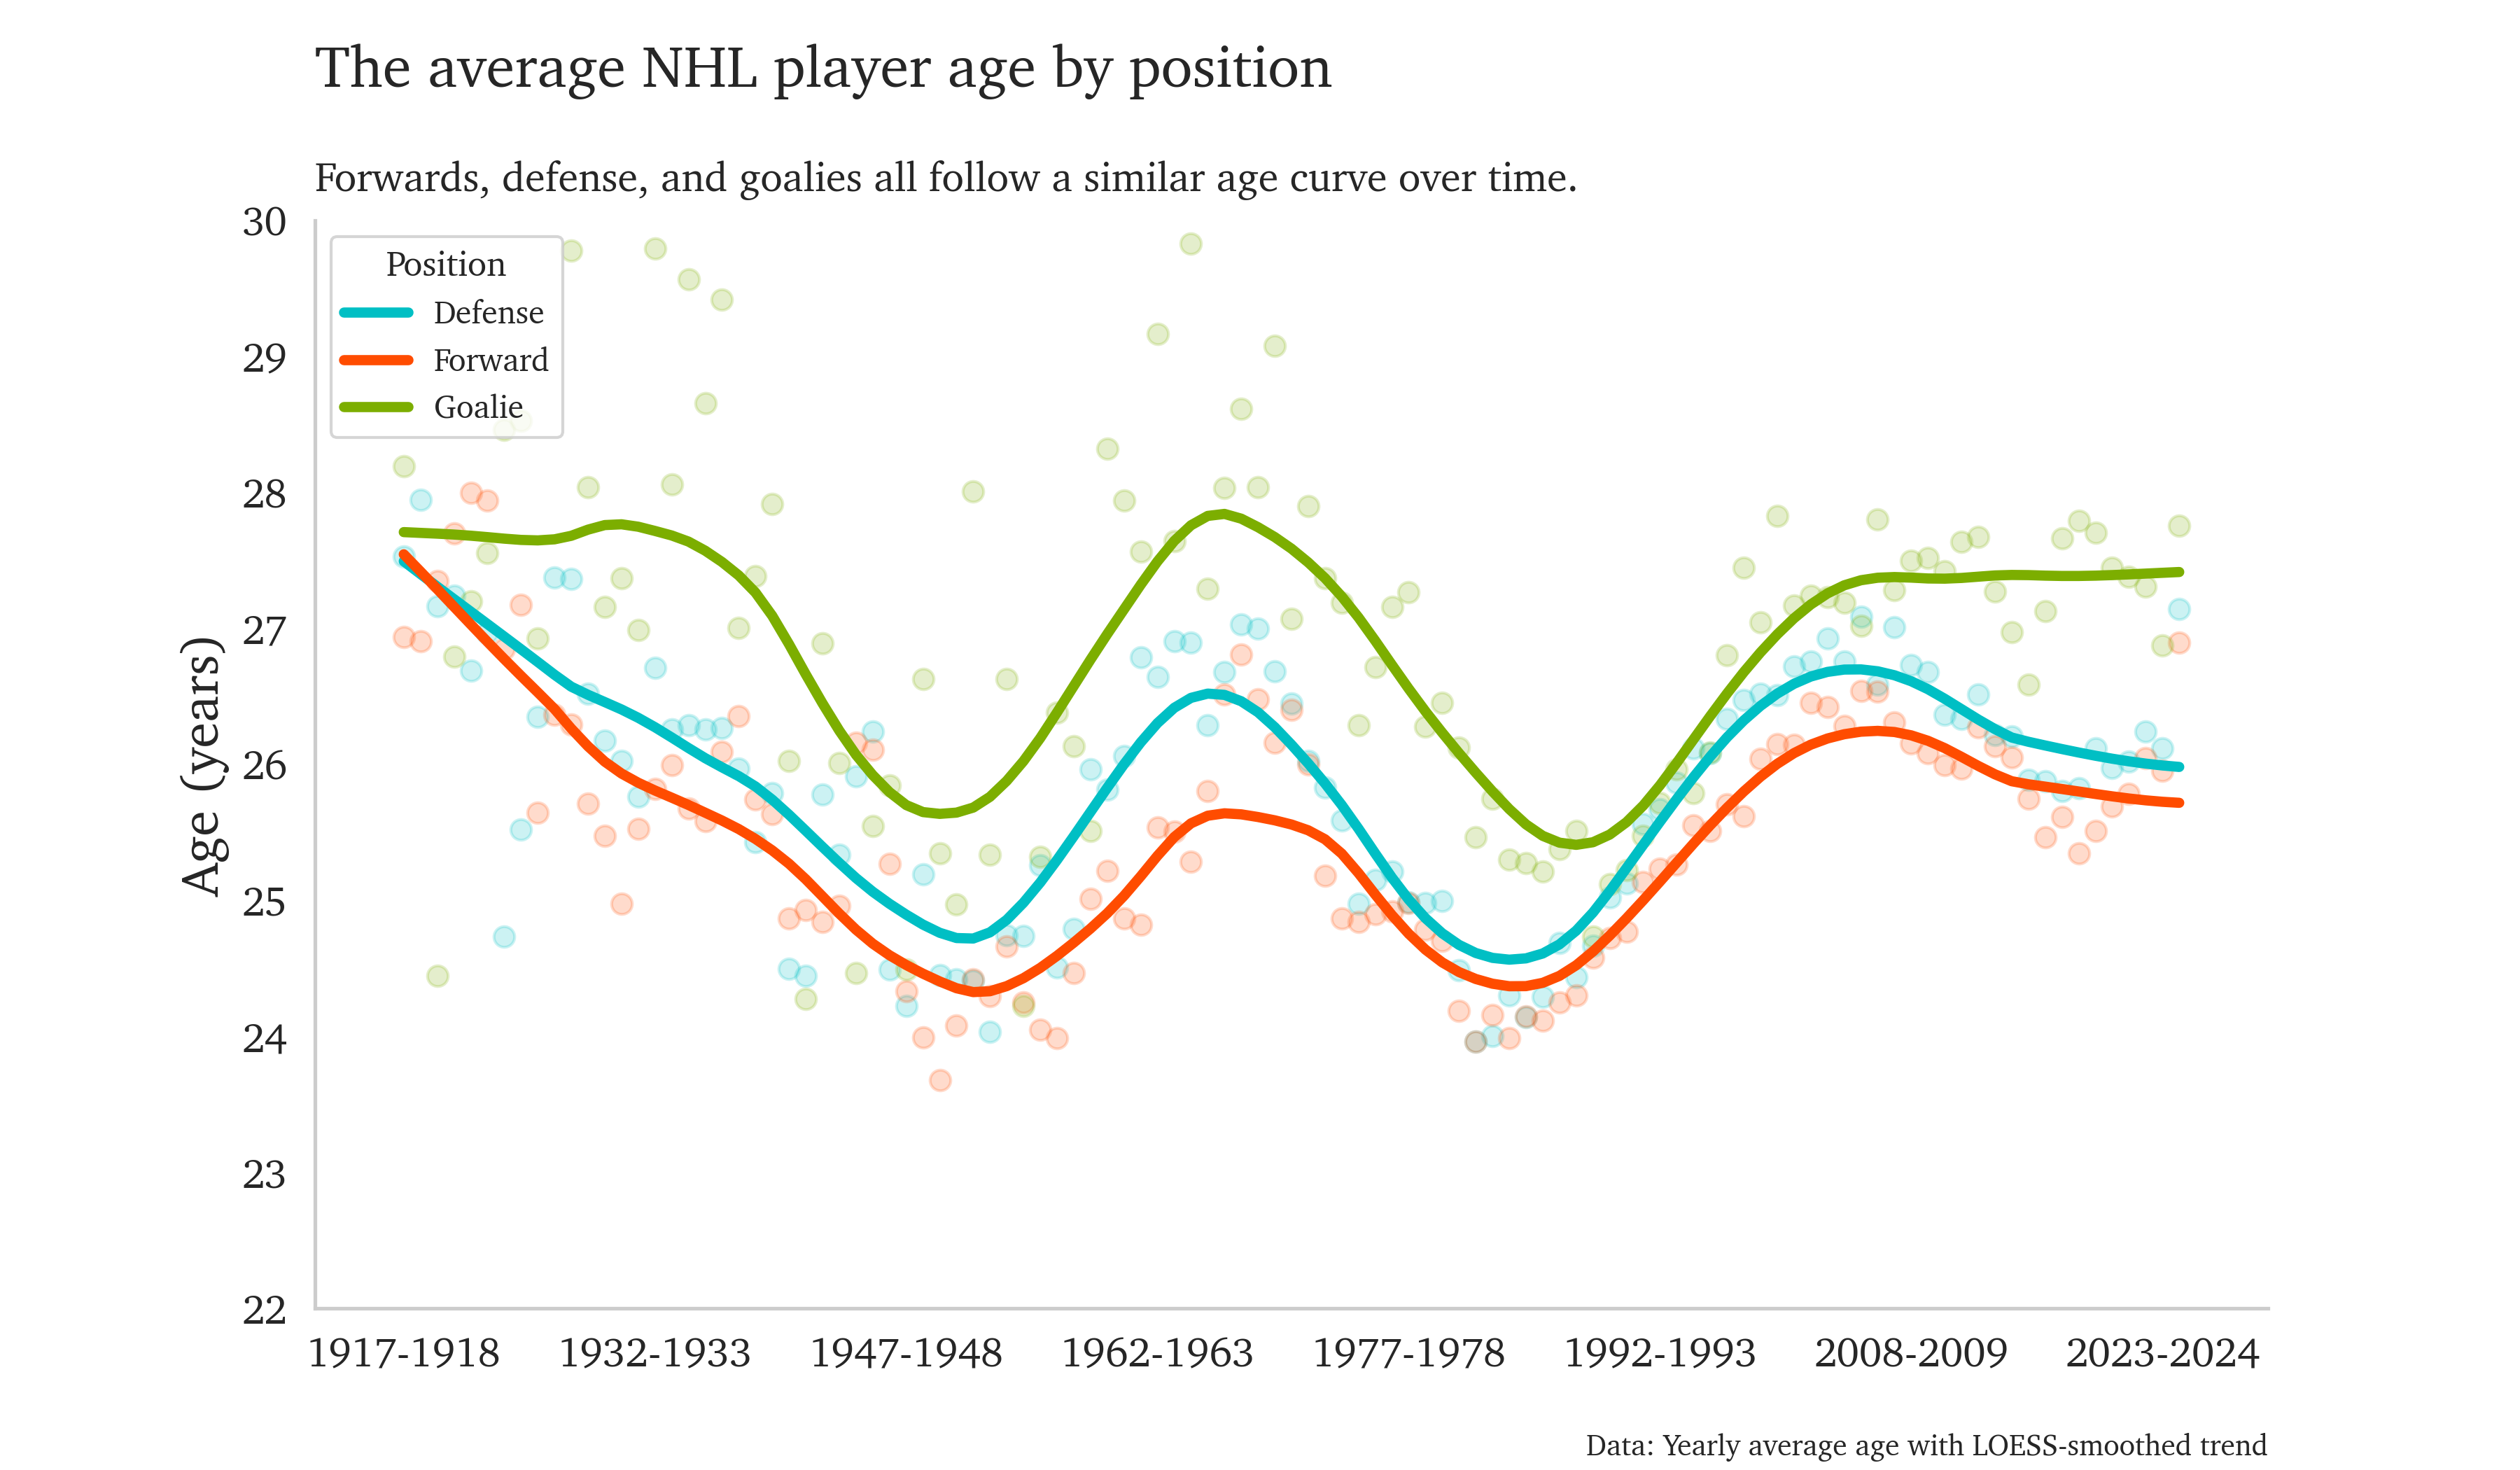 The average NHL player age by position
Forwards, defense, and goalies all follow a similar age curve over time.
30
29
28
27
26
25
24
23
22
Age (years)
Position
Defense
Forward
Goalie
1917-1918 1932-1933 1947-1948 1962-1963 1977-1978 1992-1993 2008-2009 2023-2024
Data: Yearly average age with LOESS-smoothed trend